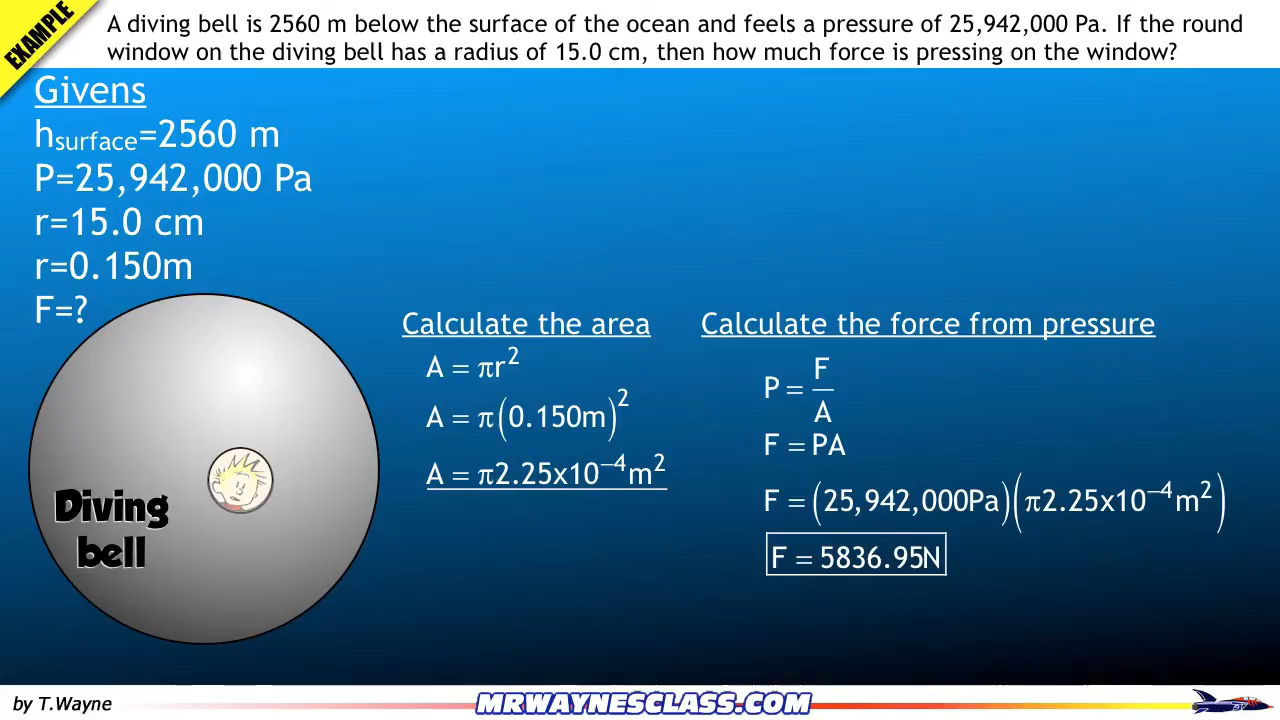 EXAMPLE
A diving bell is 2560 m below the surface of the ocean and feels a pressure of 25,942,000 Pa. If the round
window on the diving bell has a radius of 15.0 cm, then how much force is pressing on the window?
Givens
hsurface=2560 m
P=25,942,000 Pa
r=15.0 cm
r=0.150m
F=?
Diving
bell
Calculate the area
A = πr²
A = π(0.150m)²
A = π2.25x10⁻⁴m²
Calculate the force from pressure
P = F/A
F = PA
F = (25,942,000Pa)(π2.25x10⁻⁴m²)
F = 5836.95N
by T.Wayne
MRWAYNESCLASS.COM